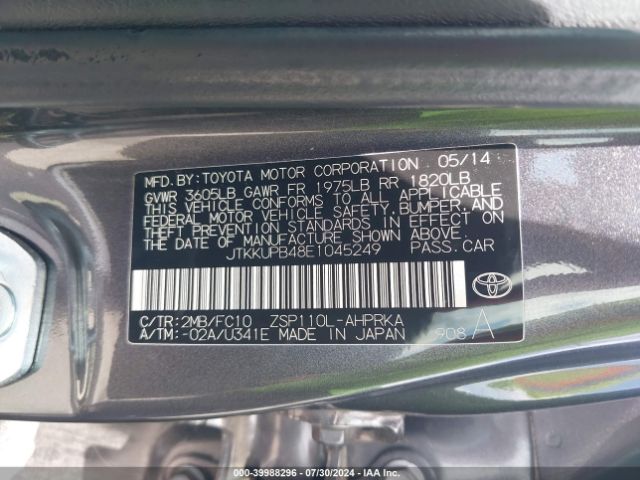 MFD.BY:TOYOTA MOTOR CORPORATION 05/14
GVWR 3605LB GAWR FR 1975LB RR 1820LB
THIS VEHICLE CONFORMS TO ALL APPLICABLE
FEDERAL MOTOR VEHICLE SAFETY, BUMPER, AND
THEFT PREVENTION STANDARDS IN EFFECT ON
THE DATE OF MANUFACTURE SHOWN ABOVE.
JTKKUPB48E1045249 PASS.CAR
C/TR:2MB/FC10 ZSP110L-AHPRKA
A/TM:-02A/U341E MADE IN JAPAN 908 A
000-39988296 - 07/30/2024 - IAA Inc.